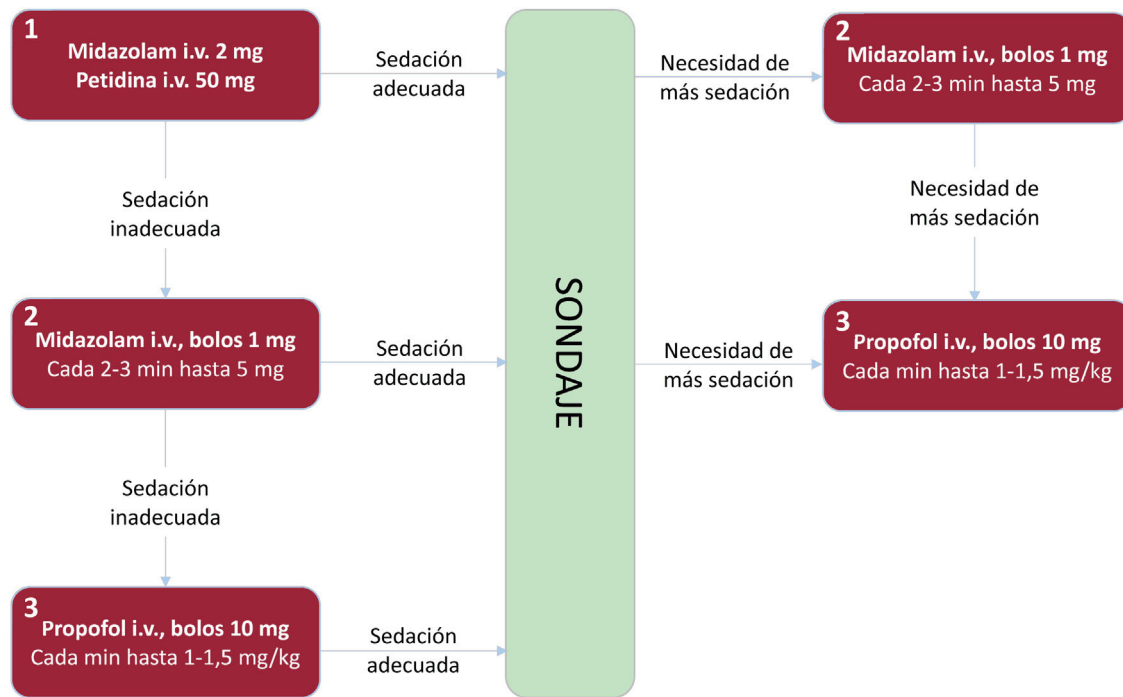 1
Midazolam i.v. 2 mg
Petidina i.v. 50 mg
Sedación
adecuada
Necesidad de
más sedación
2
Midazolam i.v., bolos 1 mg
Cada 2-3 min hasta 5 mg
Sedación
inadecuada
Necesidad de
más sedación
SONDAJE
2
Midazolam i.v., bolos 1 mg
Cada 2-3 min hasta 5 mg
Sedación
adecuada
Necesidad de
más sedación
3
Propofol i.v., bolos 10 mg
Cada min hasta 1-1,5 mg/kg
Sedación
inadecuada
3
Propofol i.v., bolos 10 mg
Cada min hasta 1-1,5 mg/kg
Sedación
adecuada